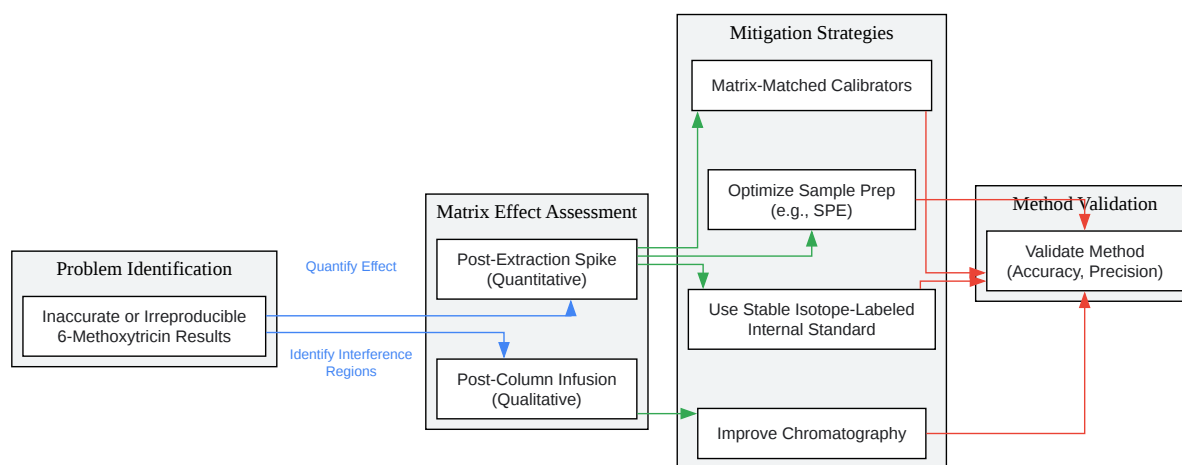 Problem Identification
Inaccurate or Irreproducible
6-Methoxytricin Results
Quantify Effect
Identify Interference
Regions
Matrix Effect Assessment
Post-Extraction Spike
(Quantitative)
Post-Column Infusion
(Qualitative)
Mitigation Strategies
Matrix-Matched Calibrators
Optimize Sample Prep
(e.g., SPE)
Use Stable Isotope-Labeled
Internal Standard
Improve Chromatography
Method Validation
Validate Method
(Accuracy, Precision)